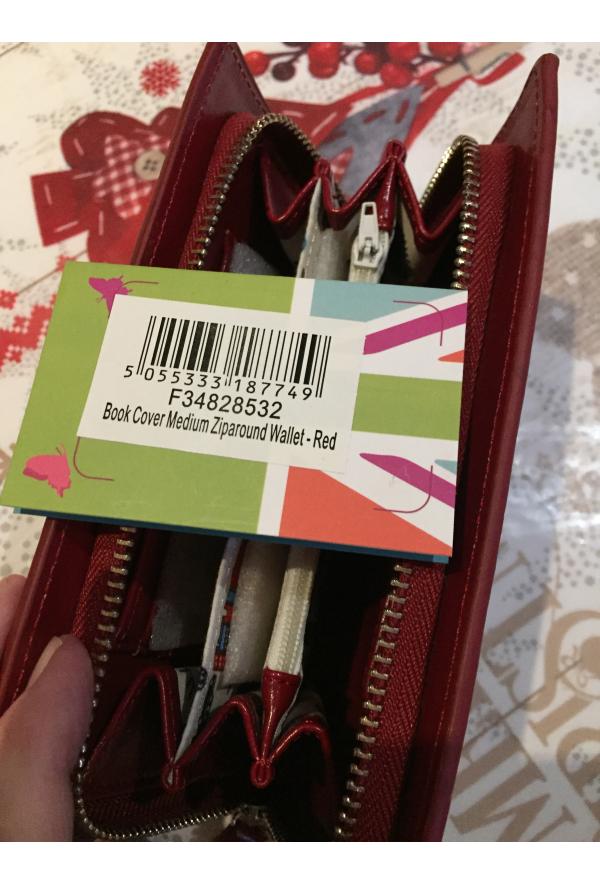 5 055333 187749
F34828532
Book Cover Medium Ziparound Wallet - Red